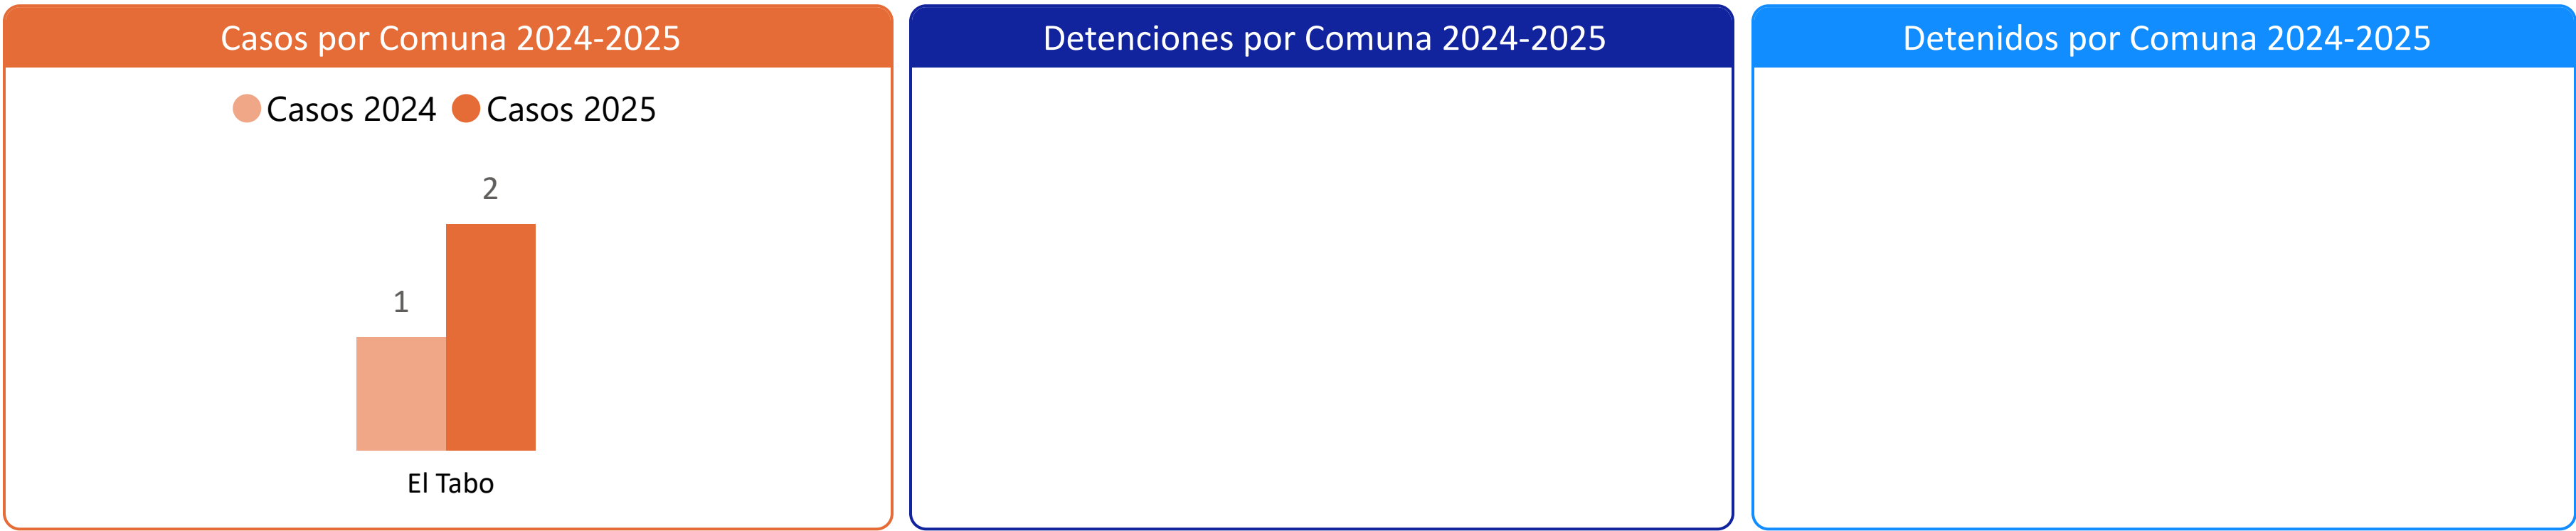 Casos por Comuna 2024-2025
Casos 2024 Casos 2025
2
1
El Tabo
Detenciones por Comuna 2024-2025
Detenidos por Comuna 2024-2025